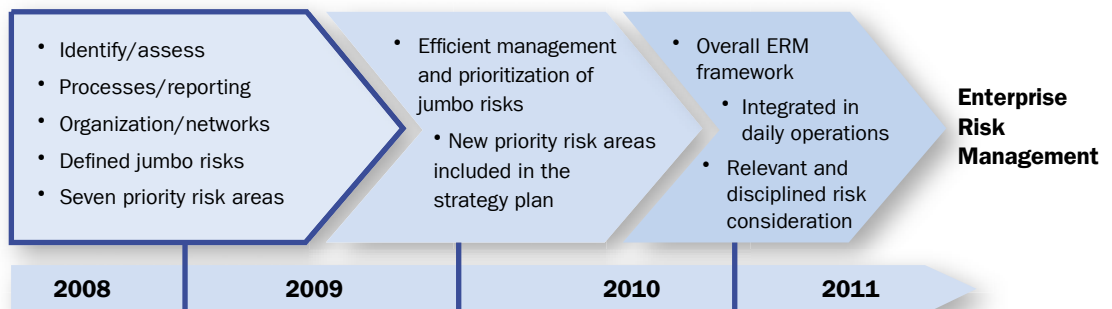 • Identify/assess
• Processes/reporting
• Organization/networks
• Defined jumbo risks
• Seven priority risk areas
• Efficient management
and prioritization of
jumbo risks
• New priority risk areas
included in the
strategy plan
• Overall ERM
framework
• Integrated in
daily operations
• Relevant and
disciplined risk
consideration
Enterprise
Risk
Management
2008
2009
2010
2011